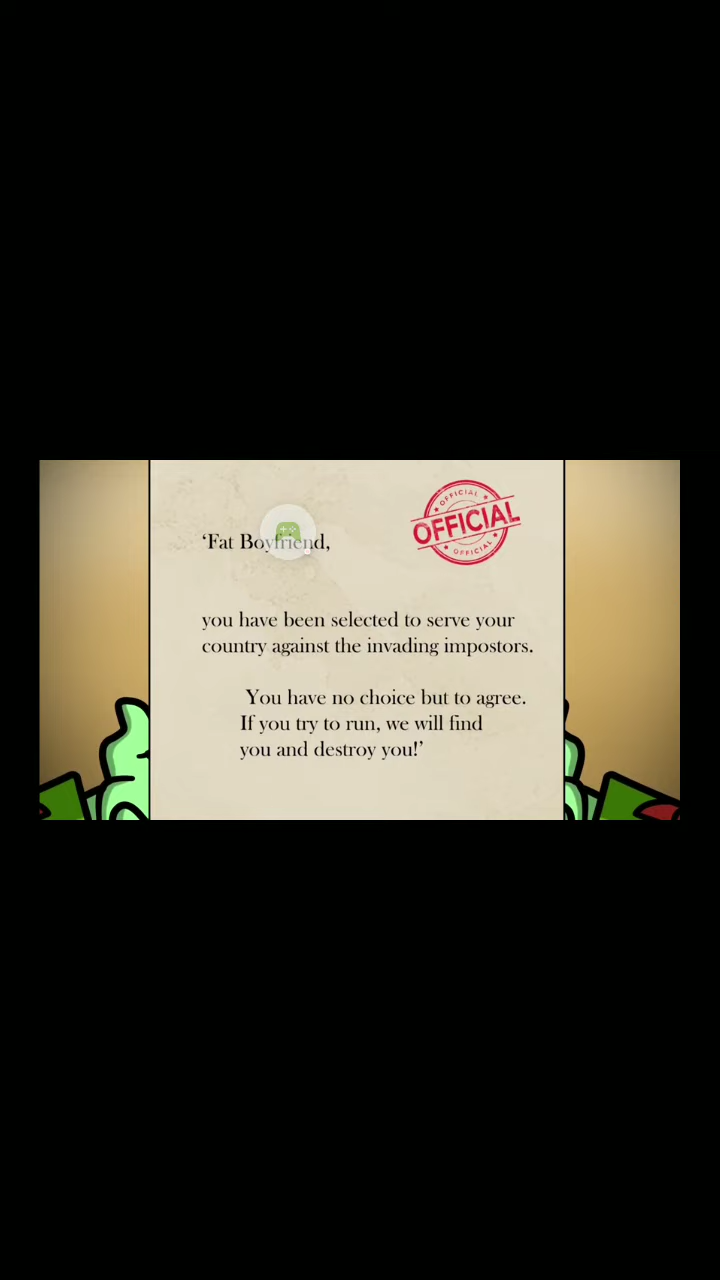 OFFICIAL
OFFICIAL
OFFICIAL
‘Fat Boyfriend,
you have been selected to serve your
country against the invading impostors.
You have no choice but to agree.
If you try to run, we will find
you and destroy you!’